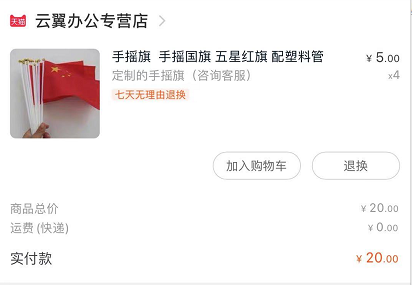 天猫 云翼办公专营店
手摇旗 手摇国旗 五星红旗 配塑料管 ¥ 5.00
定制的手摇旗（咨询客服） x4
七天无理由退换
加入购物车 退换
商品总价 ¥ 20.00
运费 (快递) ¥ 0.00
实付款 ¥ 20.00